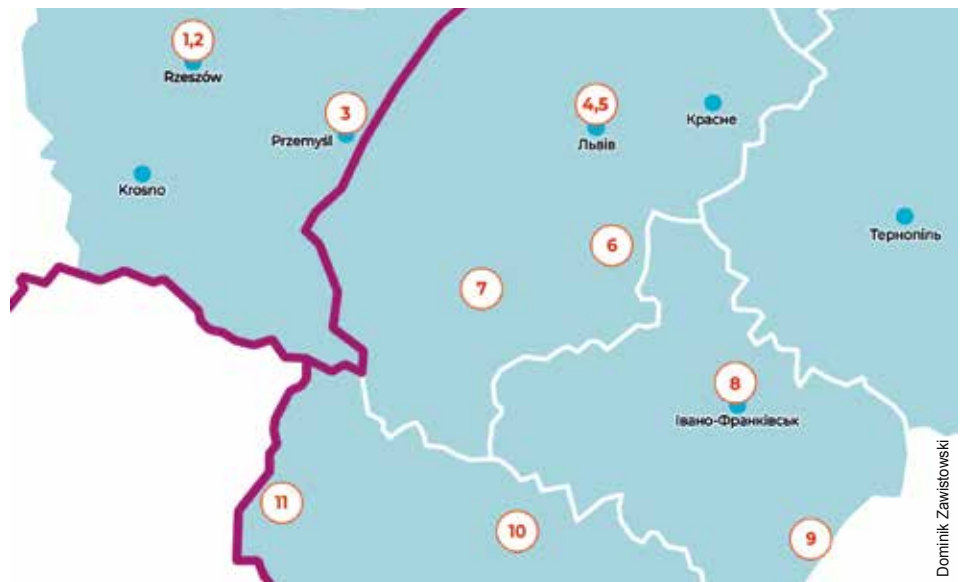 1,2
Rzeszów
3
Przemyśl
4,5
Львів
Красне
Krosno
6
Тернопіль
7
8
Івано-Франківськ
11
10
9
Dominik Zawistowski